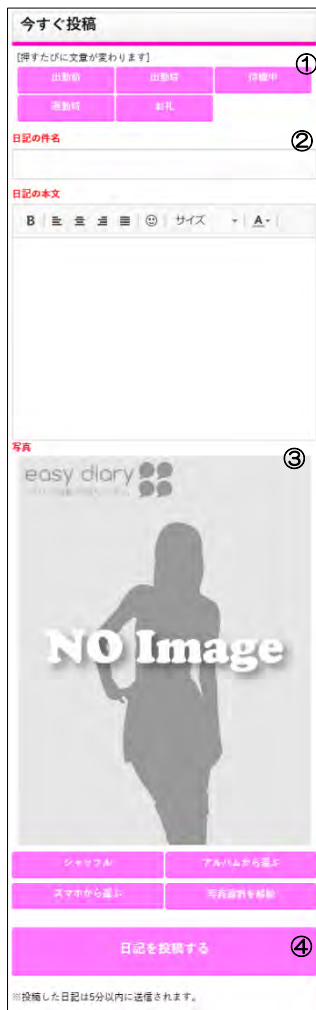 今すぐ投稿
[押すたびに文章が変わります]
①
出勤前 出勤時 待機中
退勤時 お礼
日記の件名 ②
日記の本文
B サイズ A
写真 ③
easy diary
NO Image
シャッフル アルバムから選ぶ
スマホから選ぶ 写真選択を解除
日記を投稿する ④
※投稿した日記は5分以内に送信されます。